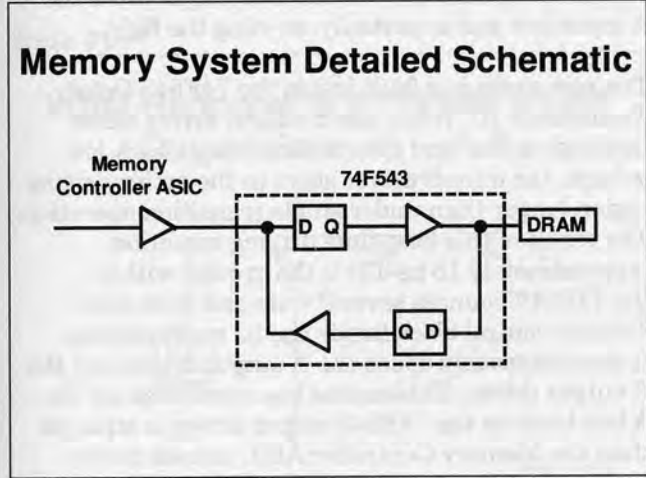 Memory System Detailed Schematic
Memory
Controller ASIC
74F543
D Q
DRAM
Q D